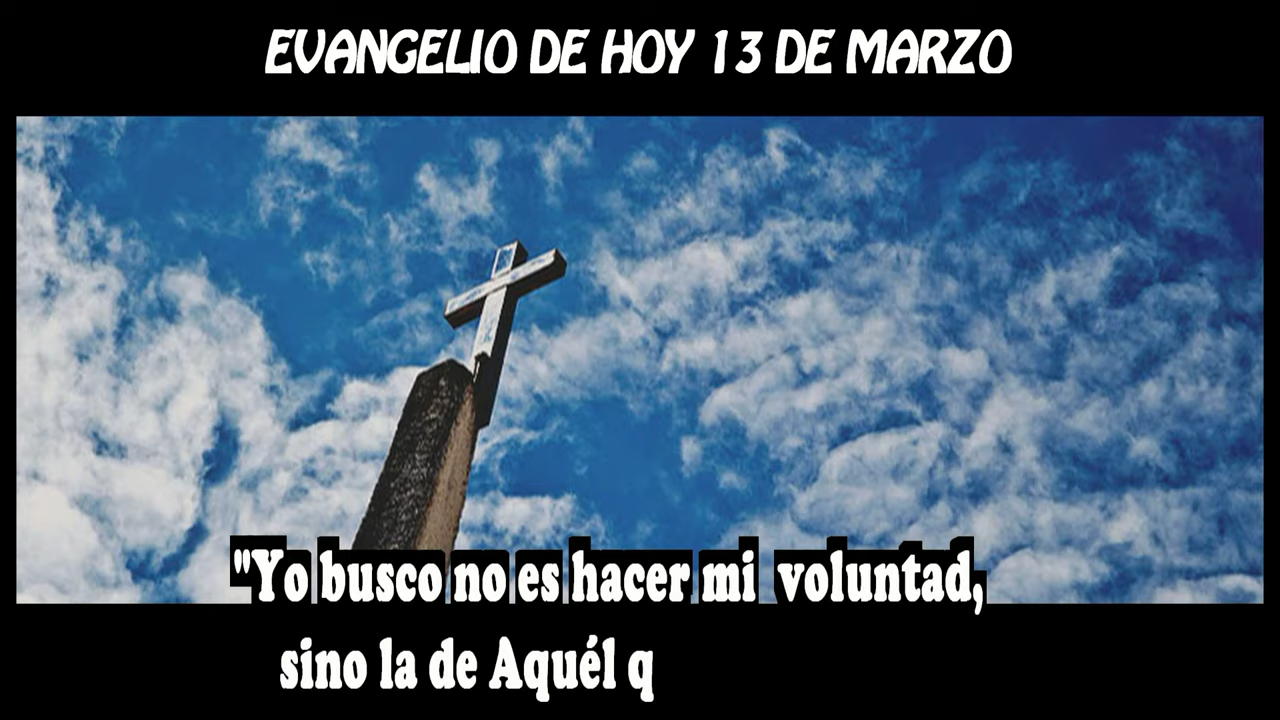 EVANGELIO DE HOY 13 DE MARZO
"Yo busco no es hacer mi voluntad,
sino la de Aquél q